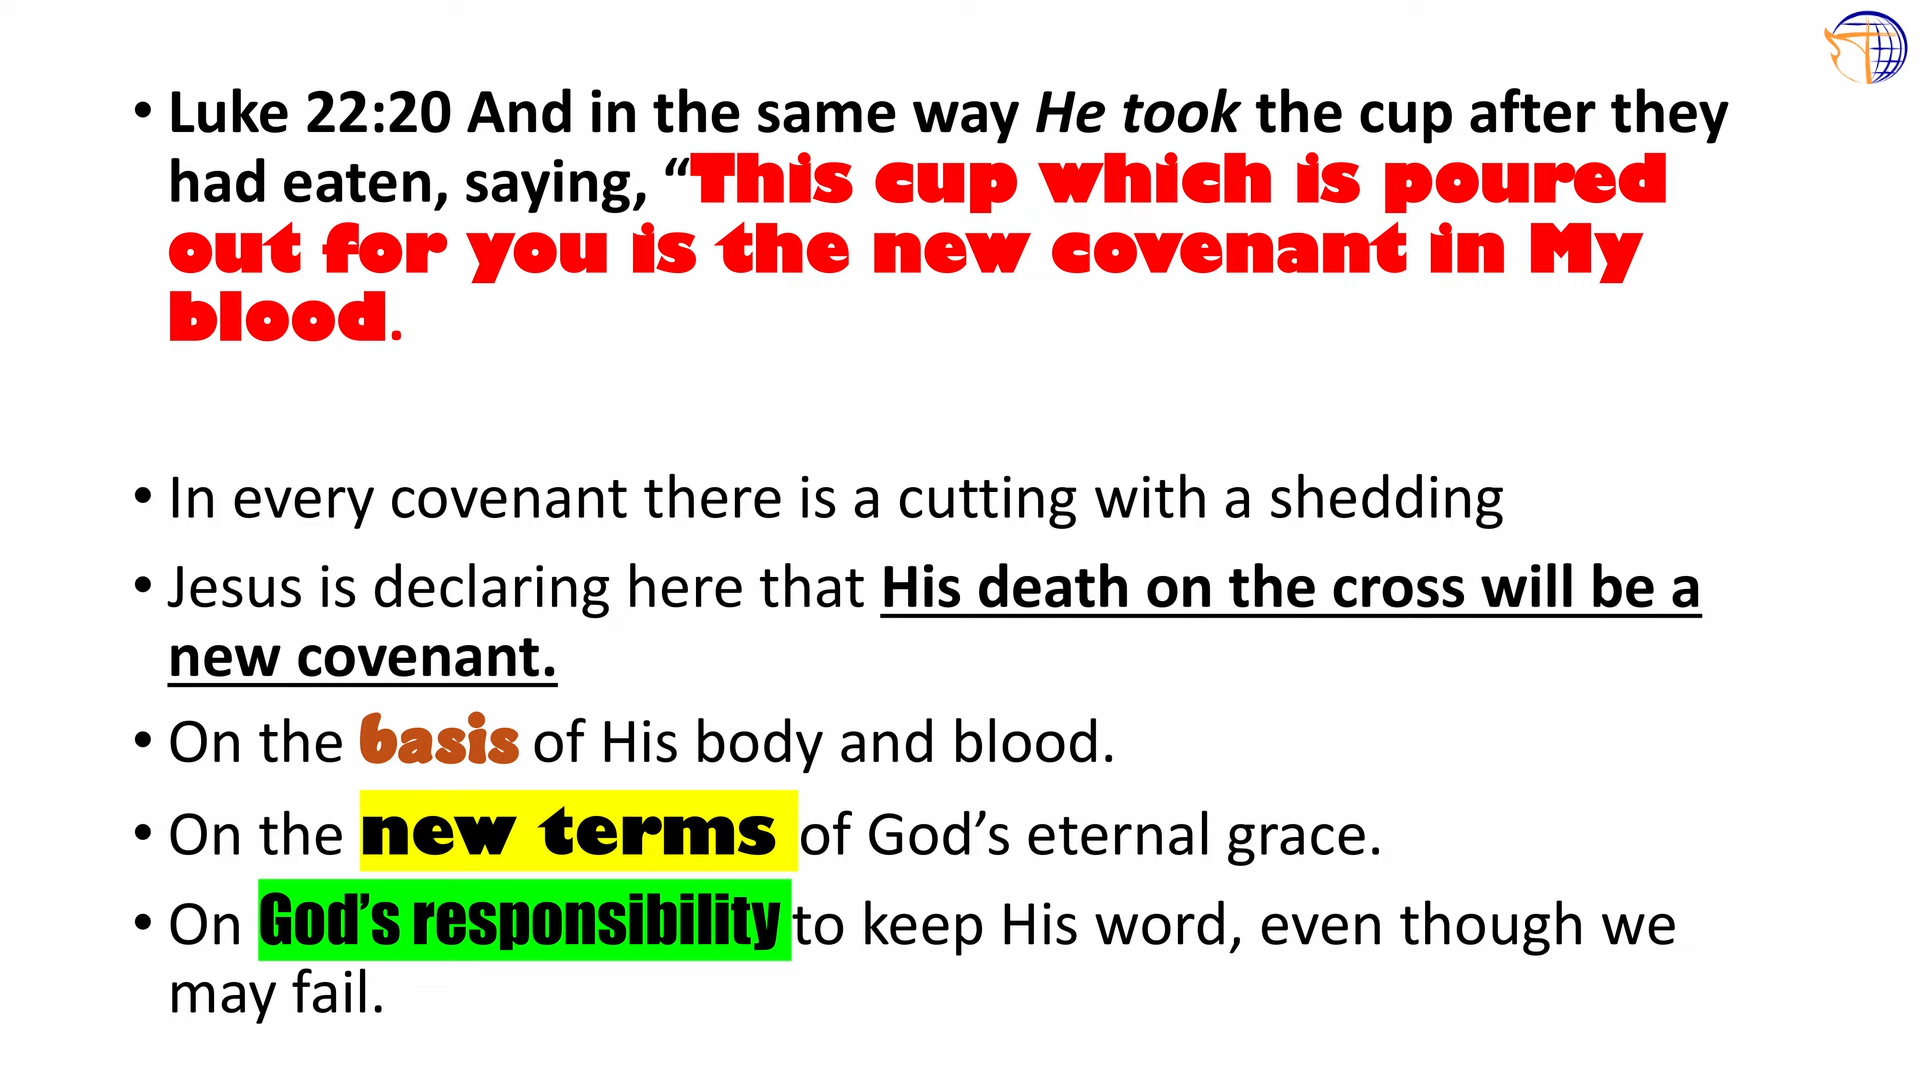 • Luke 22:20 And in the same way He took the cup after they
had eaten, saying, “This cup which is poured
out for you is the new covenant in My
blood.
• In every covenant there is a cutting with a shedding
• Jesus is declaring here that His death on the cross will be a
new covenant.
• On the basis of His body and blood.
• On the new terms of God’s eternal grace.
• On God’s responsibility to keep His word, even though we
may fail.